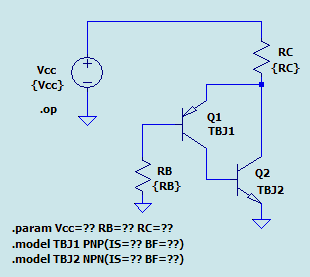 RC
{RC}
Vcc
{Vcc}
.op
Q1
TBJ1
RB
{RB}
Q2
TBJ2
.param Vcc=?? RB=?? RC=??
.model TBJ1 PNP(IS=?? BF=??)
.model TBJ2 NPN(IS=?? BF=??)